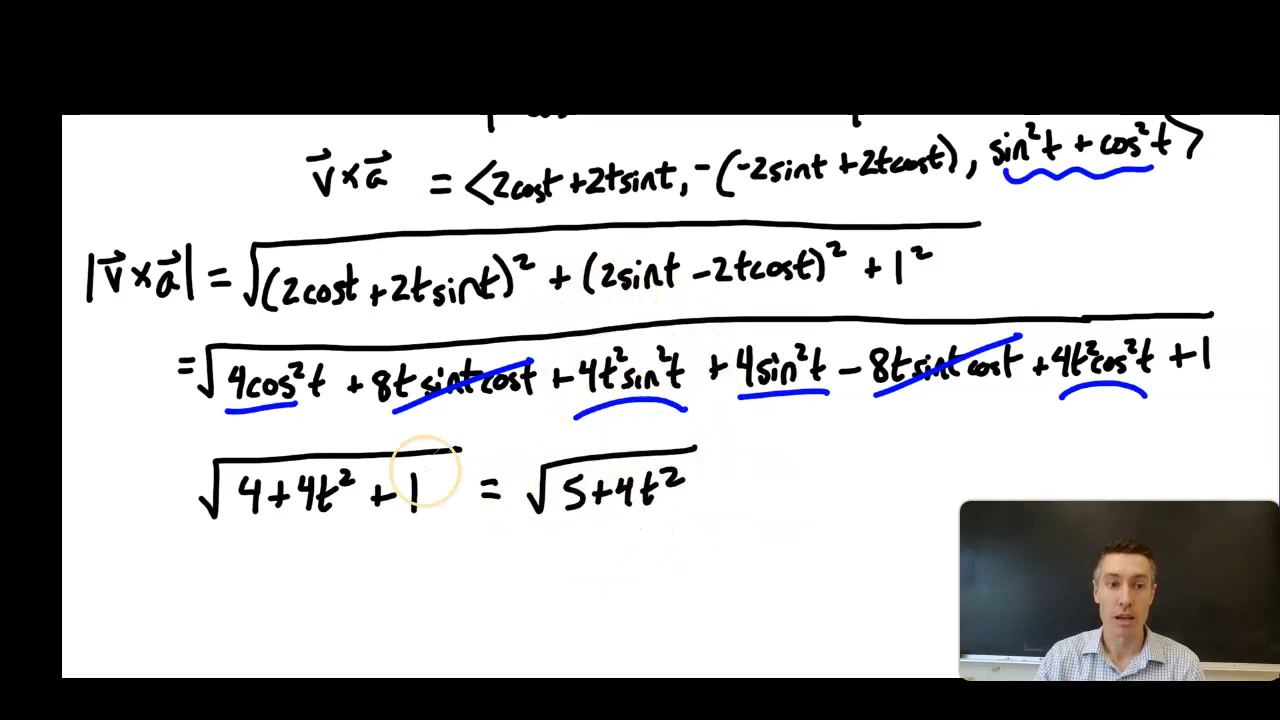 v⃗×a⃗ = <2cost+2tsint, -(-2sint+2tcost), sin²t + cos²t>
|v⃗×a⃗| = √((2cost+2tsint)² + (2sint-2tcost)² + 1²)
=√(4cos²t +8tsintcost +4t²sin²t +4sin²t -8tsintcost +4t²cos²t +1)
√(4+4t²+1) = √(5+4t²)